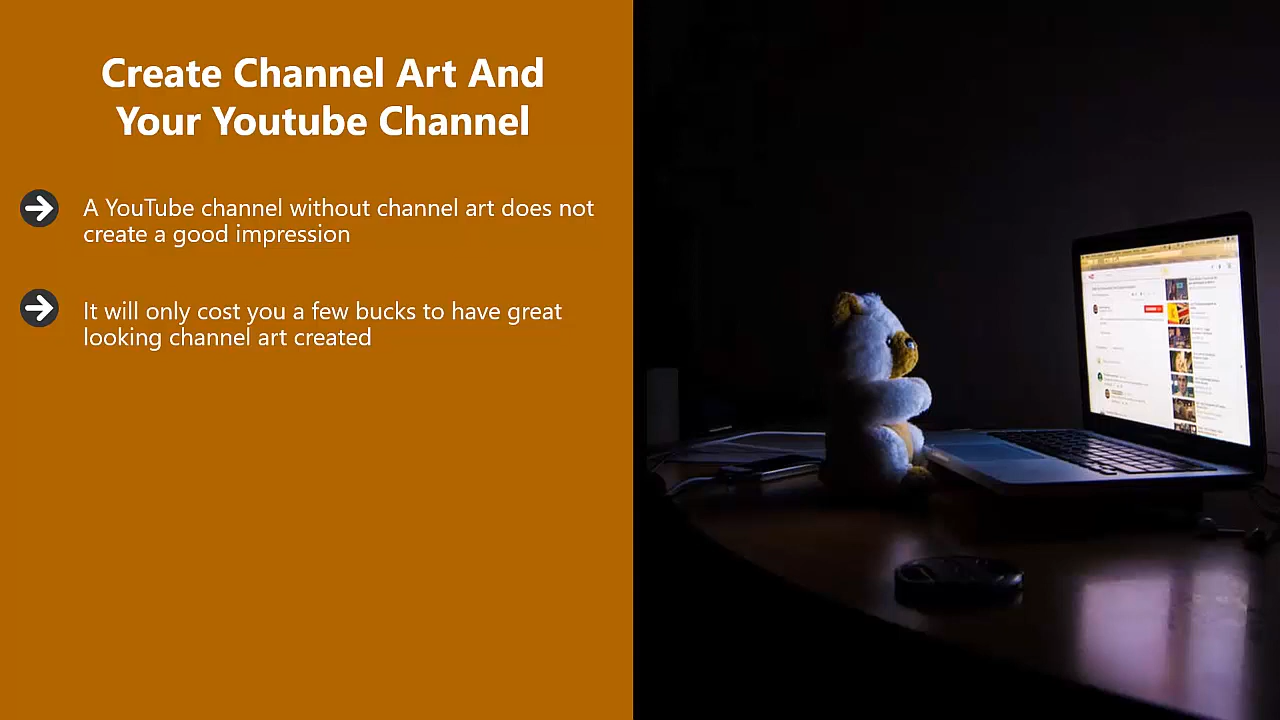 Create Channel Art And
Your Youtube Channel
A YouTube channel without channel art does not
create a good impression
It will only cost you a few bucks to have great
looking channel art created